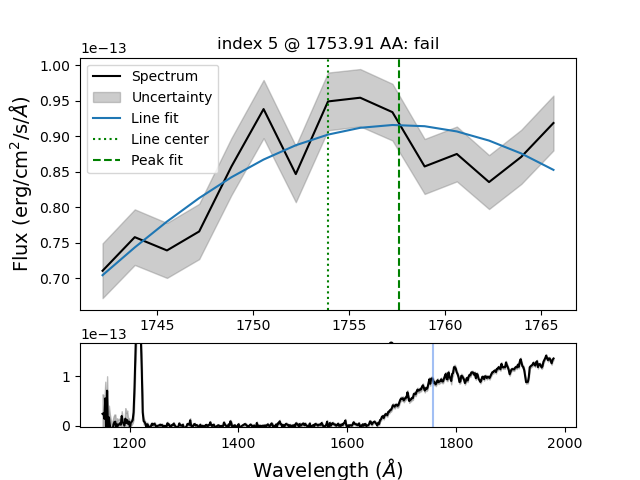 index 5 @ 1753.91 AA: fail
1e−13
1.00
0.95
0.90
0.85
0.80
0.75
0.70
Flux (erg/cm²/s/Å)
Spectrum
Uncertainty
Line fit
Line center
Peak fit
1745
1750
1755
1760
1765
1e−13
1
0
1200
1400
1600
1800
2000
Wavelength (Å)